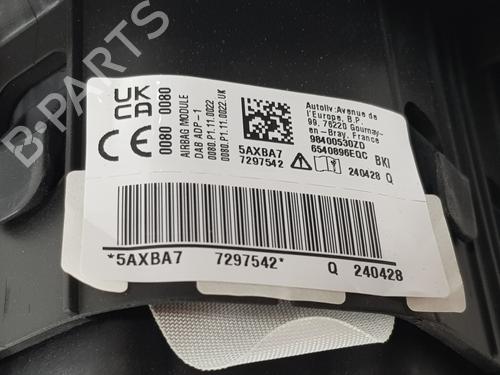 UK
CA
0080 0080
CE
AIRBAG MODULE
DAB ADP - 1
0080.P1.11.0022
0080.P1.11.0022.UK
5AXBA7
7297542
Autoliv:Avenue de
l'Europe, B.P.
99, 76220 Gournay-
en-Bray, France
98400530ZD
6540896EQC BKI
240428 Q
*5AXBA7 7297542* Q 240428